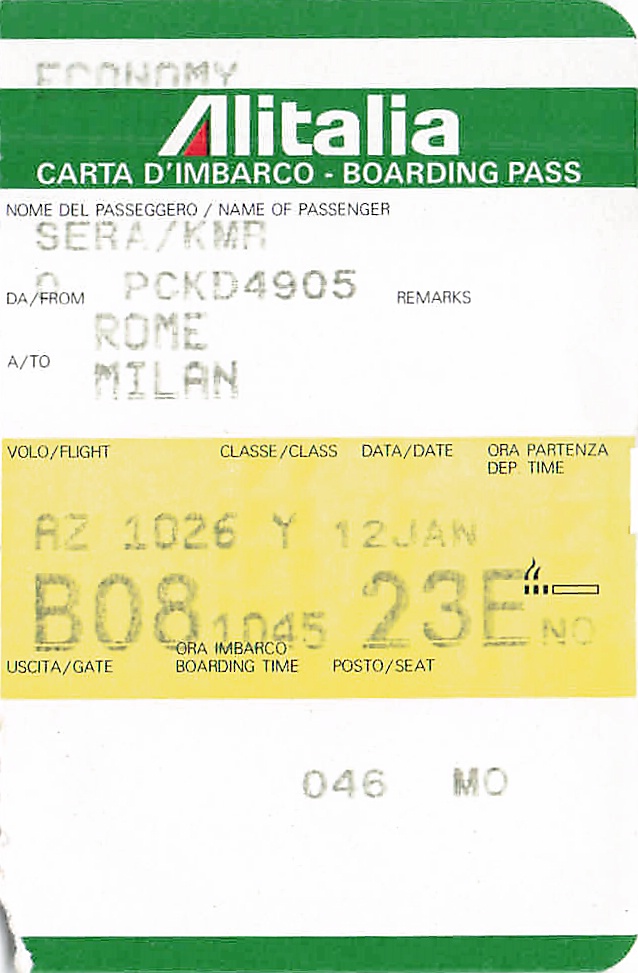 ECONOMY
Alitalia
CARTA D'IMBARCO - BOARDING PASS
NOME DEL PASSEGGERO / NAME OF PASSENGER
SERA/KMR
DA/FROM PCKD4905 REMARKS
ROME
A/TO
MILAN
VOLO/FLIGHT CLASSE/CLASS DATA/DATE ORA PARTENZA
DEP. TIME
AZ 1026 Y 12JAN
B08 1045 23E NO
ORA IMBARCO
USCITA/GATE BOARDING TIME POSTO/SEAT
046 MO